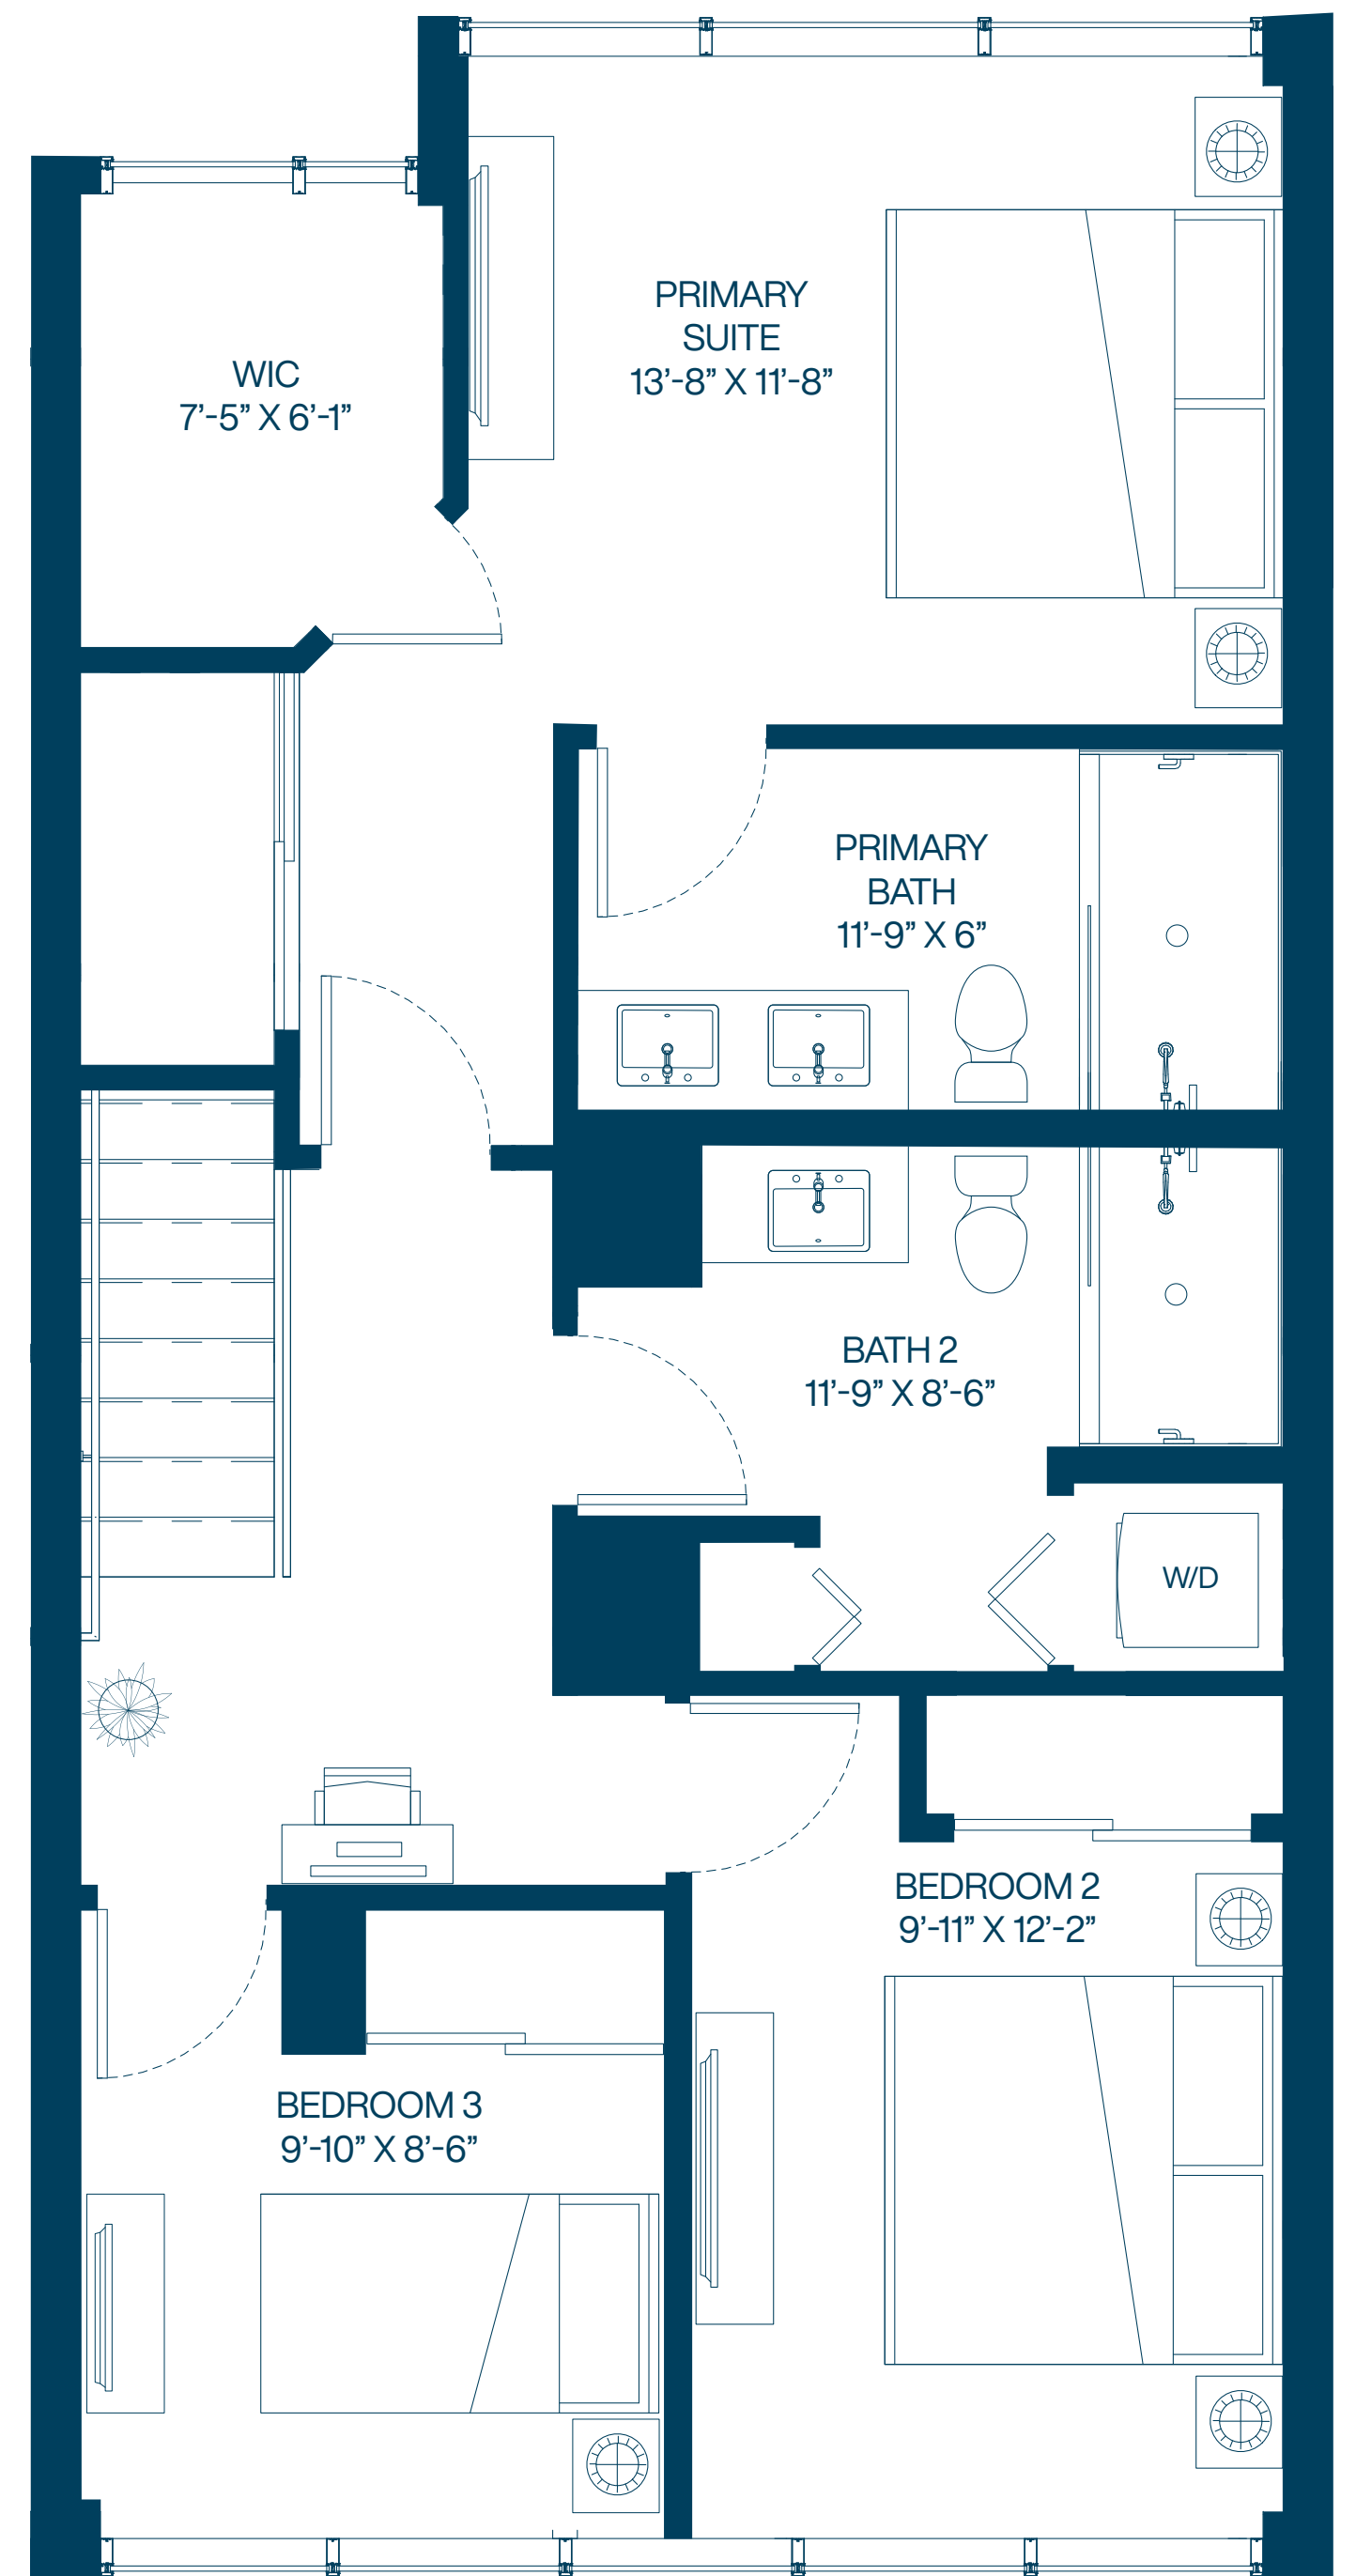 PRIMARY
SUITE
13’-8” X 11’-8”
WIC
7’-5” X 6’-1”
PRIMARY
BATH
11’-9” X 6”
BATH 2
11’-9” X 8’-6”
W/D
BEDROOM 2
9’-11” X 12’-2”
BEDROOM 3
9’-10” X 8’-6”